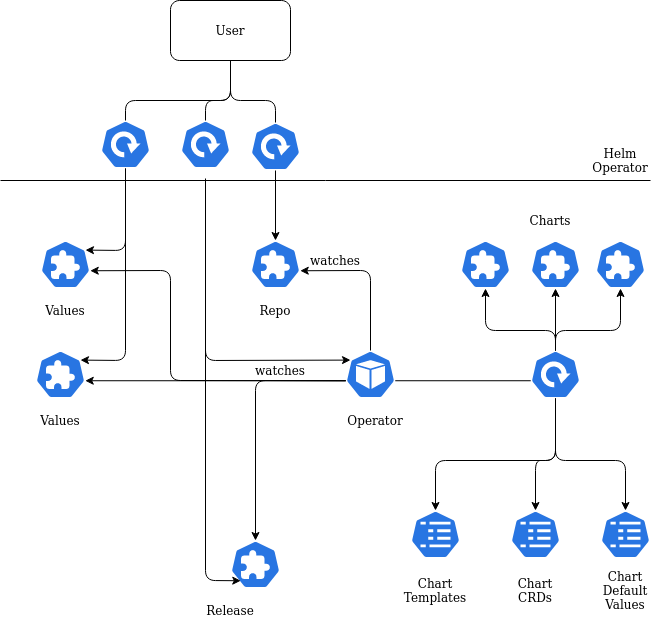 User
Helm
Operator
Charts
watches
Values
Repo
watches
Values
Operator
Chart
Templates
Chart
CRDs
Chart
Default
Values
Release